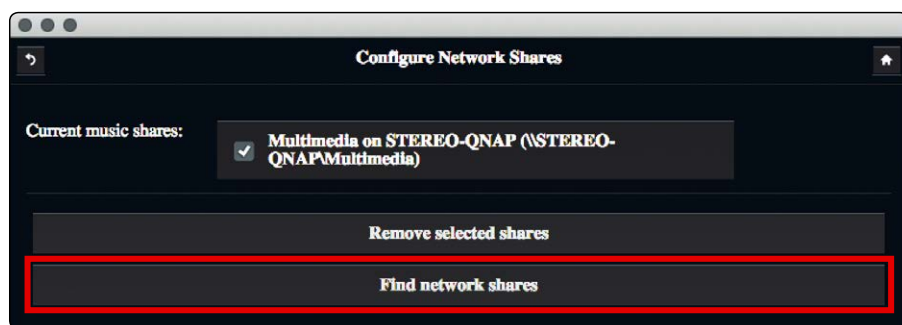 Configure Network Shares
Current music shares:
Multimedia on STEREO-QNAP (\\STEREO-
QNAP\Multimedia)
Remove selected shares
Find network shares